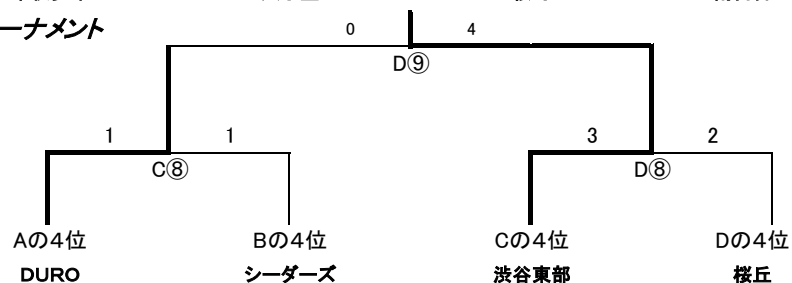 ーナメント
0 4
D⑨
1 1 3 2
C⑧ D⑧
Aの4位 Bの4位 Cの4位 Dの4位
DURO シーダーズ 渋谷東部 桜丘